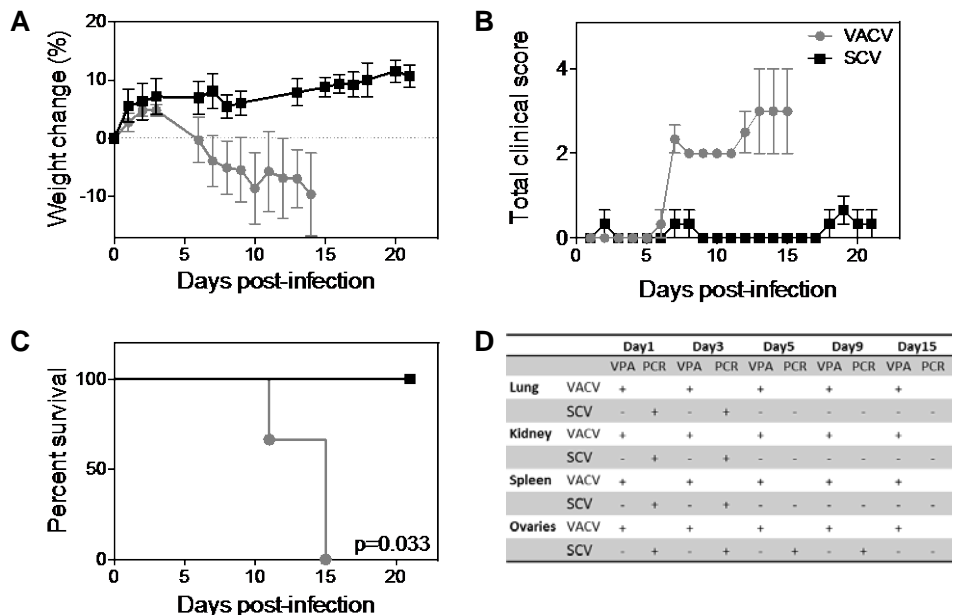 A
Weight change (%)
20
10
0
-10
0 5 10 15 20
Days post-infection
B
Total clinical score
VACV
SCV
4
2
0
0 5 10 15 20
Days post-infection
C
Percent survival
100
50
0
p=0.033
0 10 20
Days post-infection
D
Day1 Day3 Day5 Day9 Day15
VPA PCR VPA PCR VPA PCR VPA PCR VPA PCR
Lung VACV + + + + +
SCV - + - + - - - - - -
Kidney VACV + + + + +
SCV - + - + - - - - - -
Spleen VACV + + + + +
SCV - + - + - - - - - -
Ovaries VACV + + + + +
SCV - + - + - + - + - -